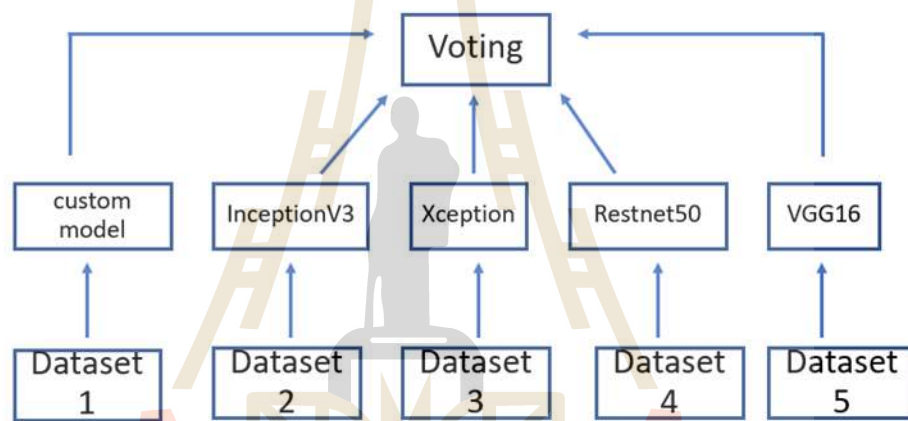 Voting
custom
model
InceptionV3
Xception
Restnet50
VGG16
Dataset
1
Dataset
2
Dataset
3
Dataset
4
Dataset
5